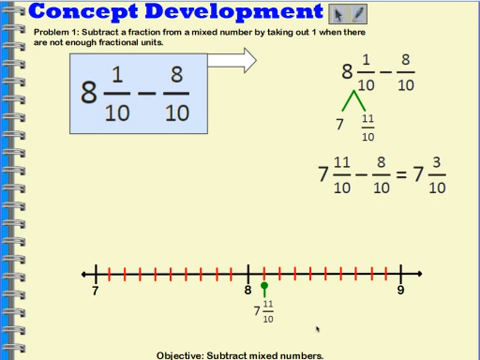 Concept Development
Problem 1: Subtract a fraction from a mixed number by taking out 1 when there
are not enough fractional units.
8 1/10 − 8/10
8 1/10 − 8/10
7 11/10
7 11/10 − 8/10 = 7 3/10
7 8 9
7 11/10
Objective: Subtract mixed numbers.